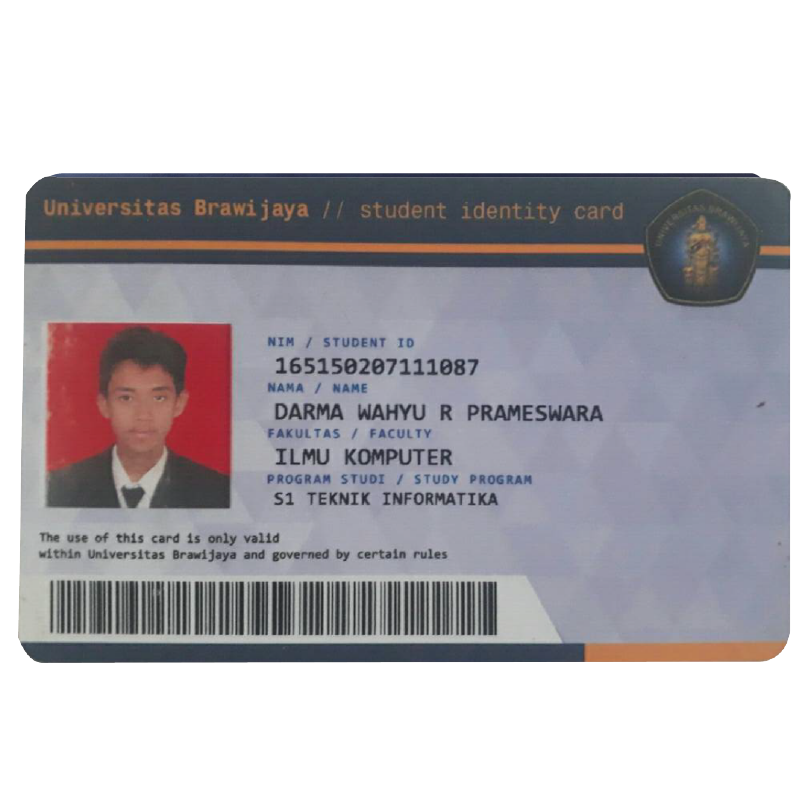 Universitas Brawijaya // student identity card
UNIVERSITAS BRAWIJAYA
NIM / STUDENT ID
165150207111087
NAMA / NAME
DARMA WAHYU R PRAMESWARA
FAKULTAS / FACULTY
ILMU KOMPUTER
PROGRAM STUDI / STUDY PROGRAM
S1 TEKNIK INFORMATIKA
The use of this card is only valid
within Universitas Brawijaya and governed by certain rules